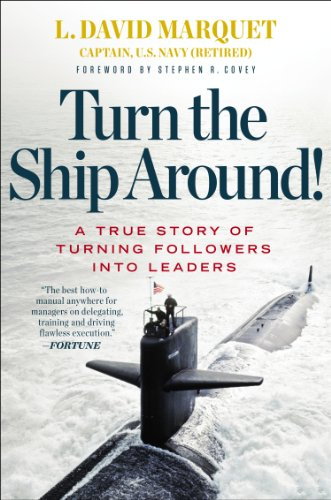 L. DAVID MARQUET
CAPTAIN, U.S. NAVY (RETIRED)
FOREWORD BY STEPHEN R. COVEY
Turn the
Ship Around!
A TRUE STORY OF
TURNING FOLLOWERS
INTO LEADERS
"The best how-to
manual anywhere for
managers on delegating,
training and driving
flawless execution."
—FORTUNE